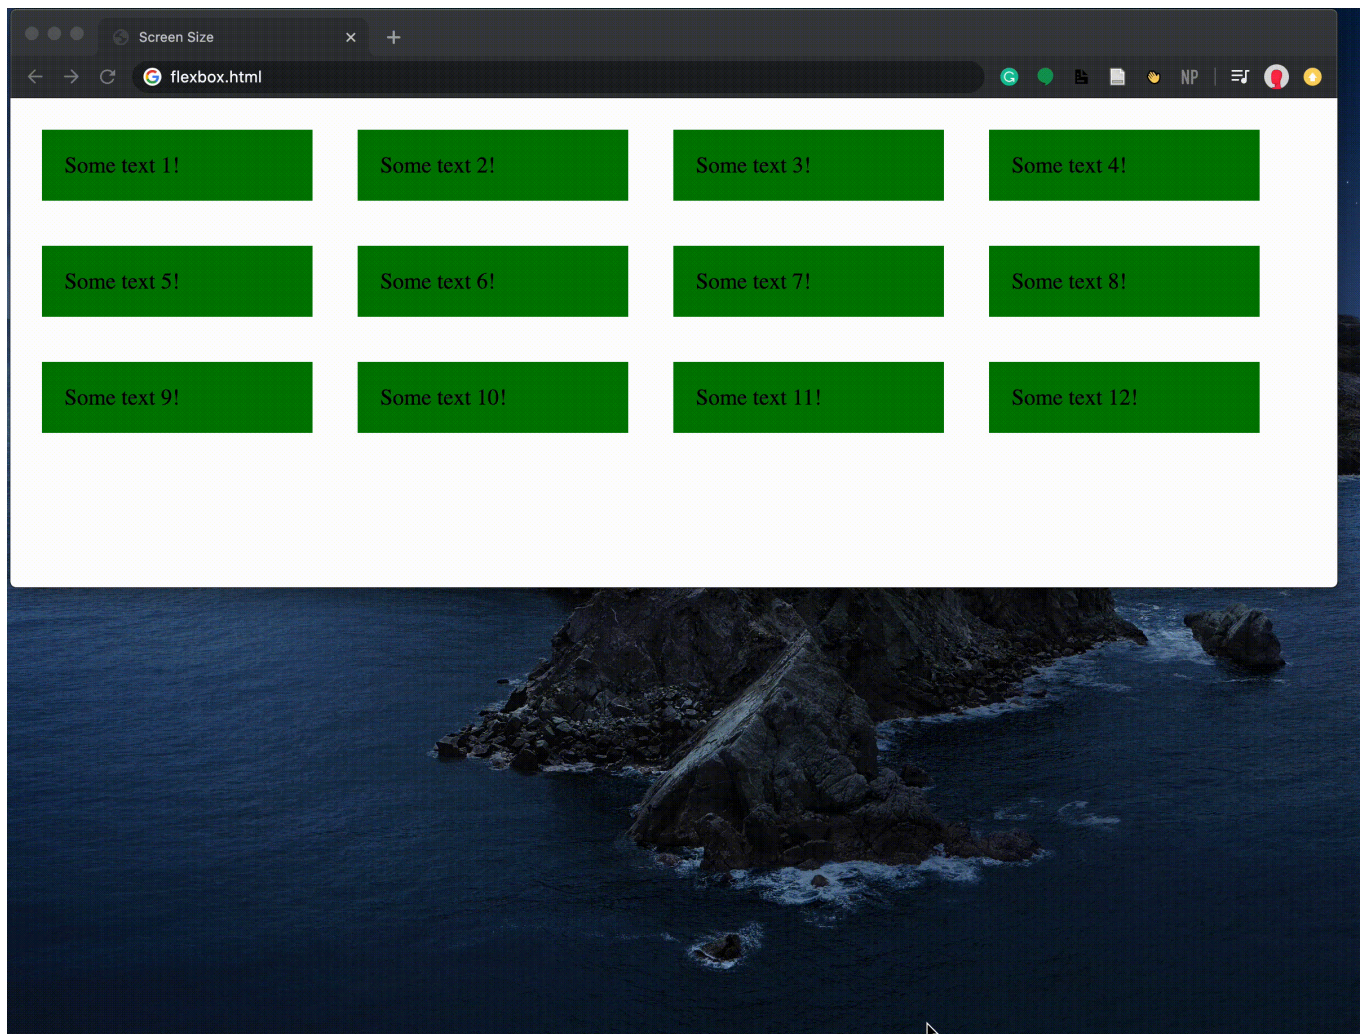 Screen Size
flexbox.html
NP
Some text 1! Some text 2! Some text 3! Some text 4!
Some text 5! Some text 6! Some text 7! Some text 8!
Some text 9! Some text 10! Some text 11! Some text 12!